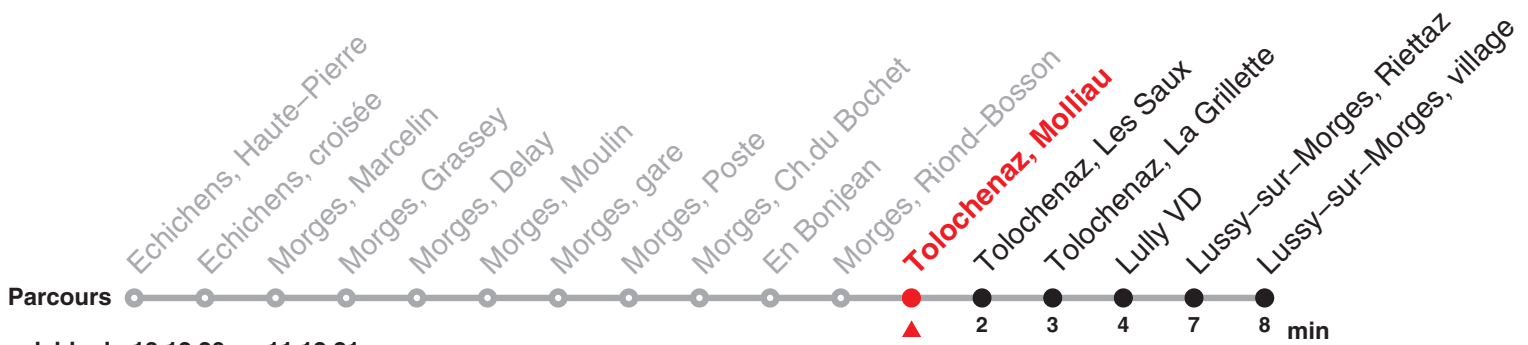 Echichens, Haute–Pierre
Echichens, croisée
Morges, Marcelin
Morges, Grassey
Morges, Delay
Morges, Moulin
Morges, gare
Morges, Poste
Morges, Ch.du Bochet
En Bonjean
Morges, Riond–Bosson
Tolochenaz, Molliau
Tolochenaz, Les Saux
Tolochenaz, La Grillette
Lully VD
Lussy–sur–Morges, Riettaz
Lussy–sur–Morges, village
Parcours
2 3 4 7 8 min